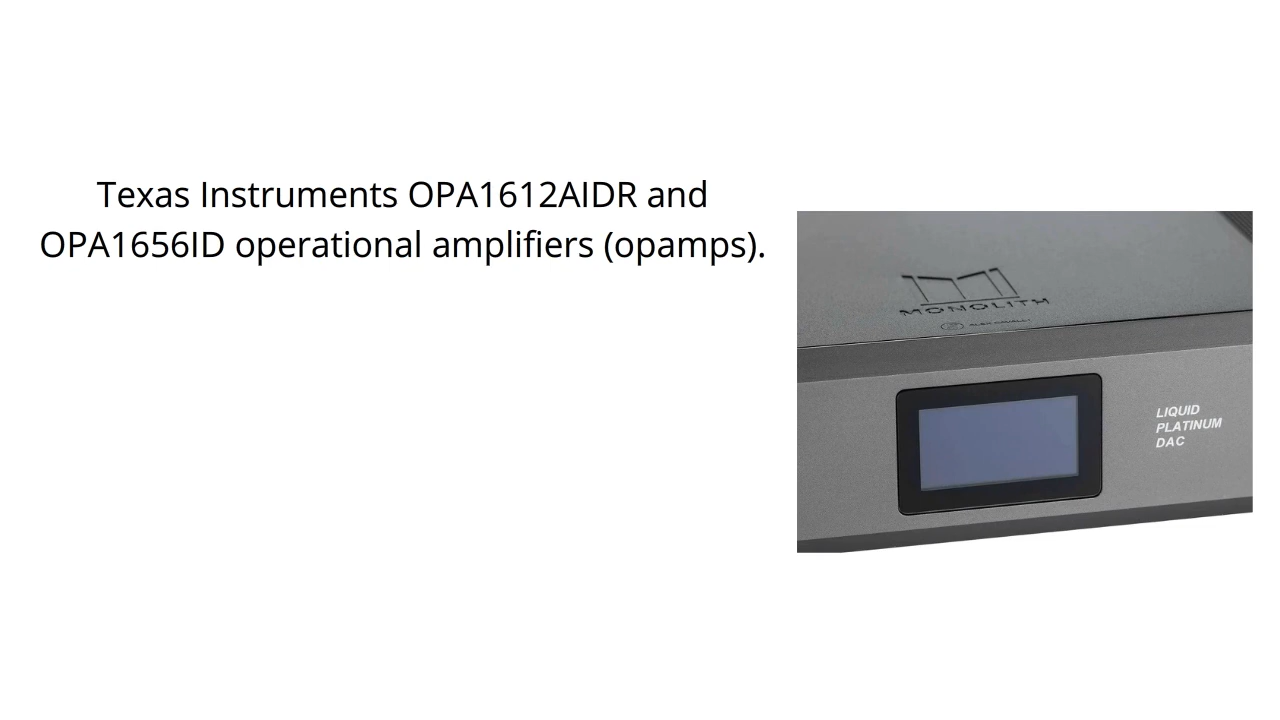 Texas Instruments OPA1612AIDR and
OPA1656ID operational amplifiers (opamps).
MONOLITH
LIQUID
PLATINUM
DAC